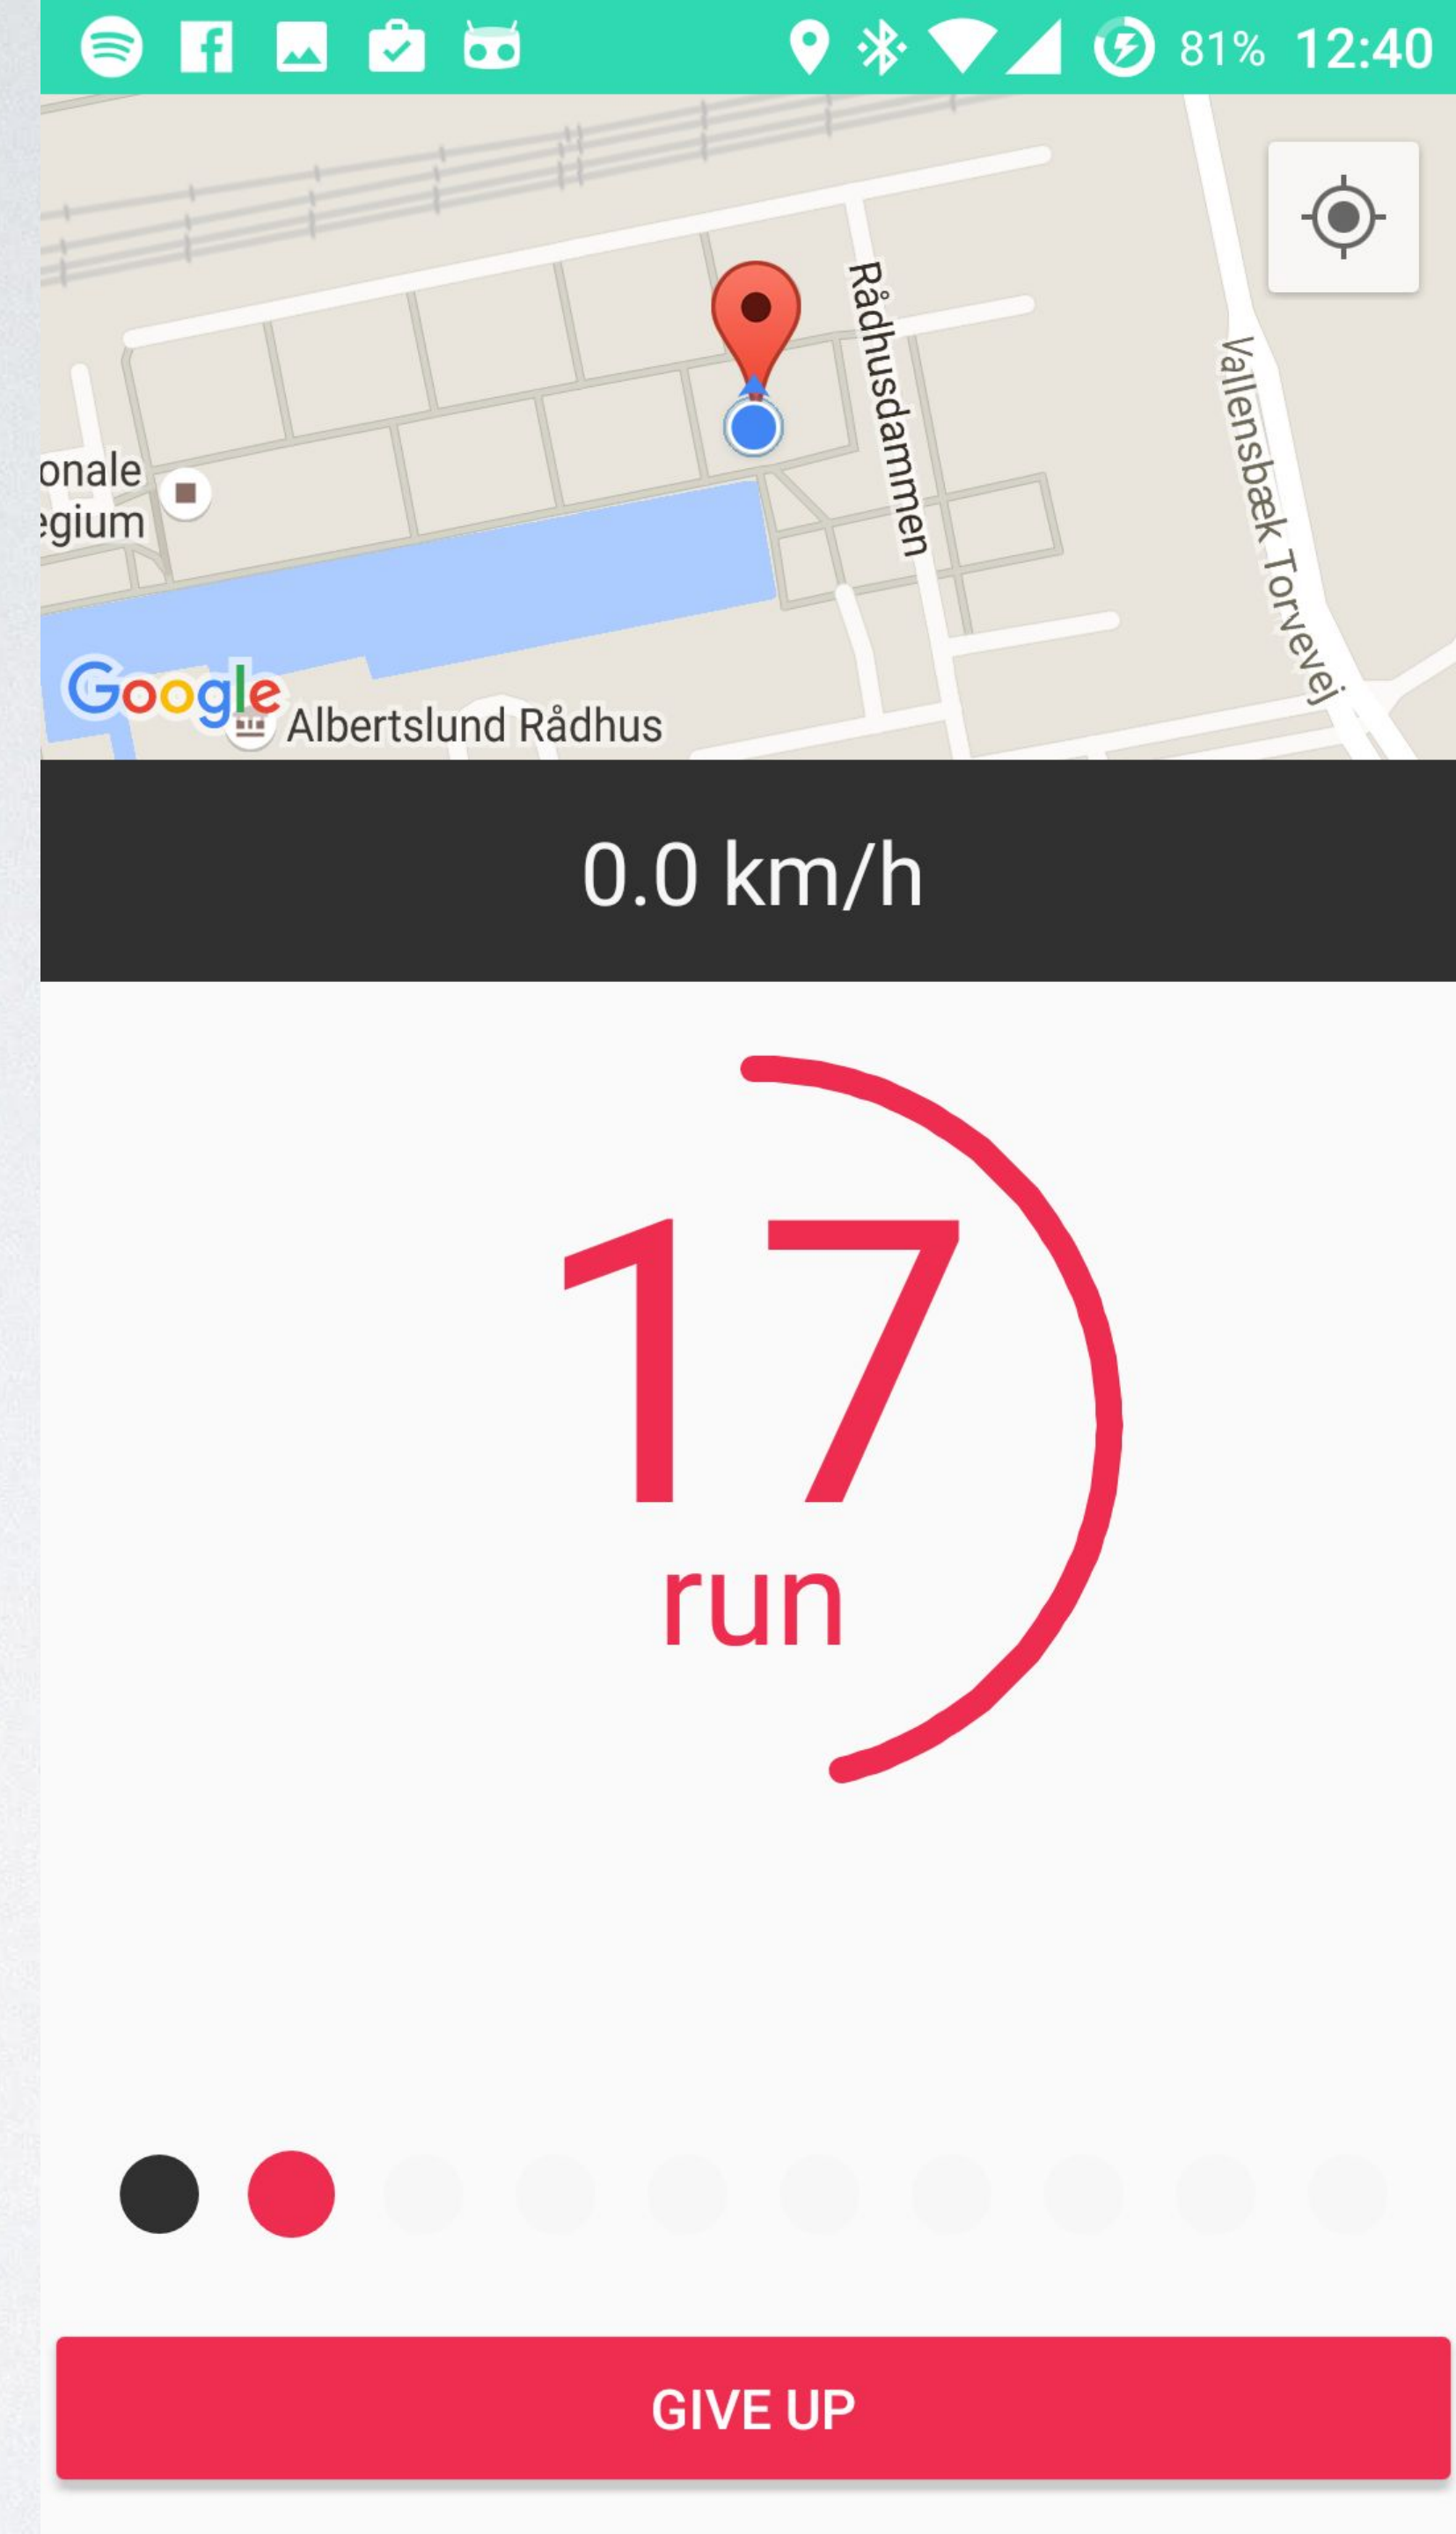 81% 12:40
Rådhusdammen
Vallensbæk Torvevej
onale
egium
Google
Albertslund Rådhus
0.0 km/h
17
run
GIVE UP